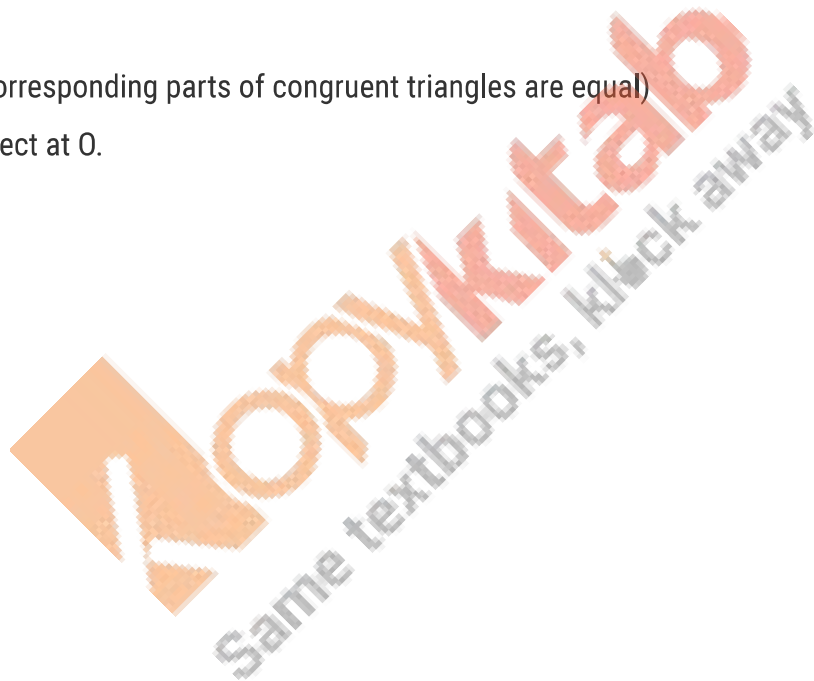 orresponding parts of congruent triangles are equal)
ect at O.
kopykitab
Same textbooks, klick away